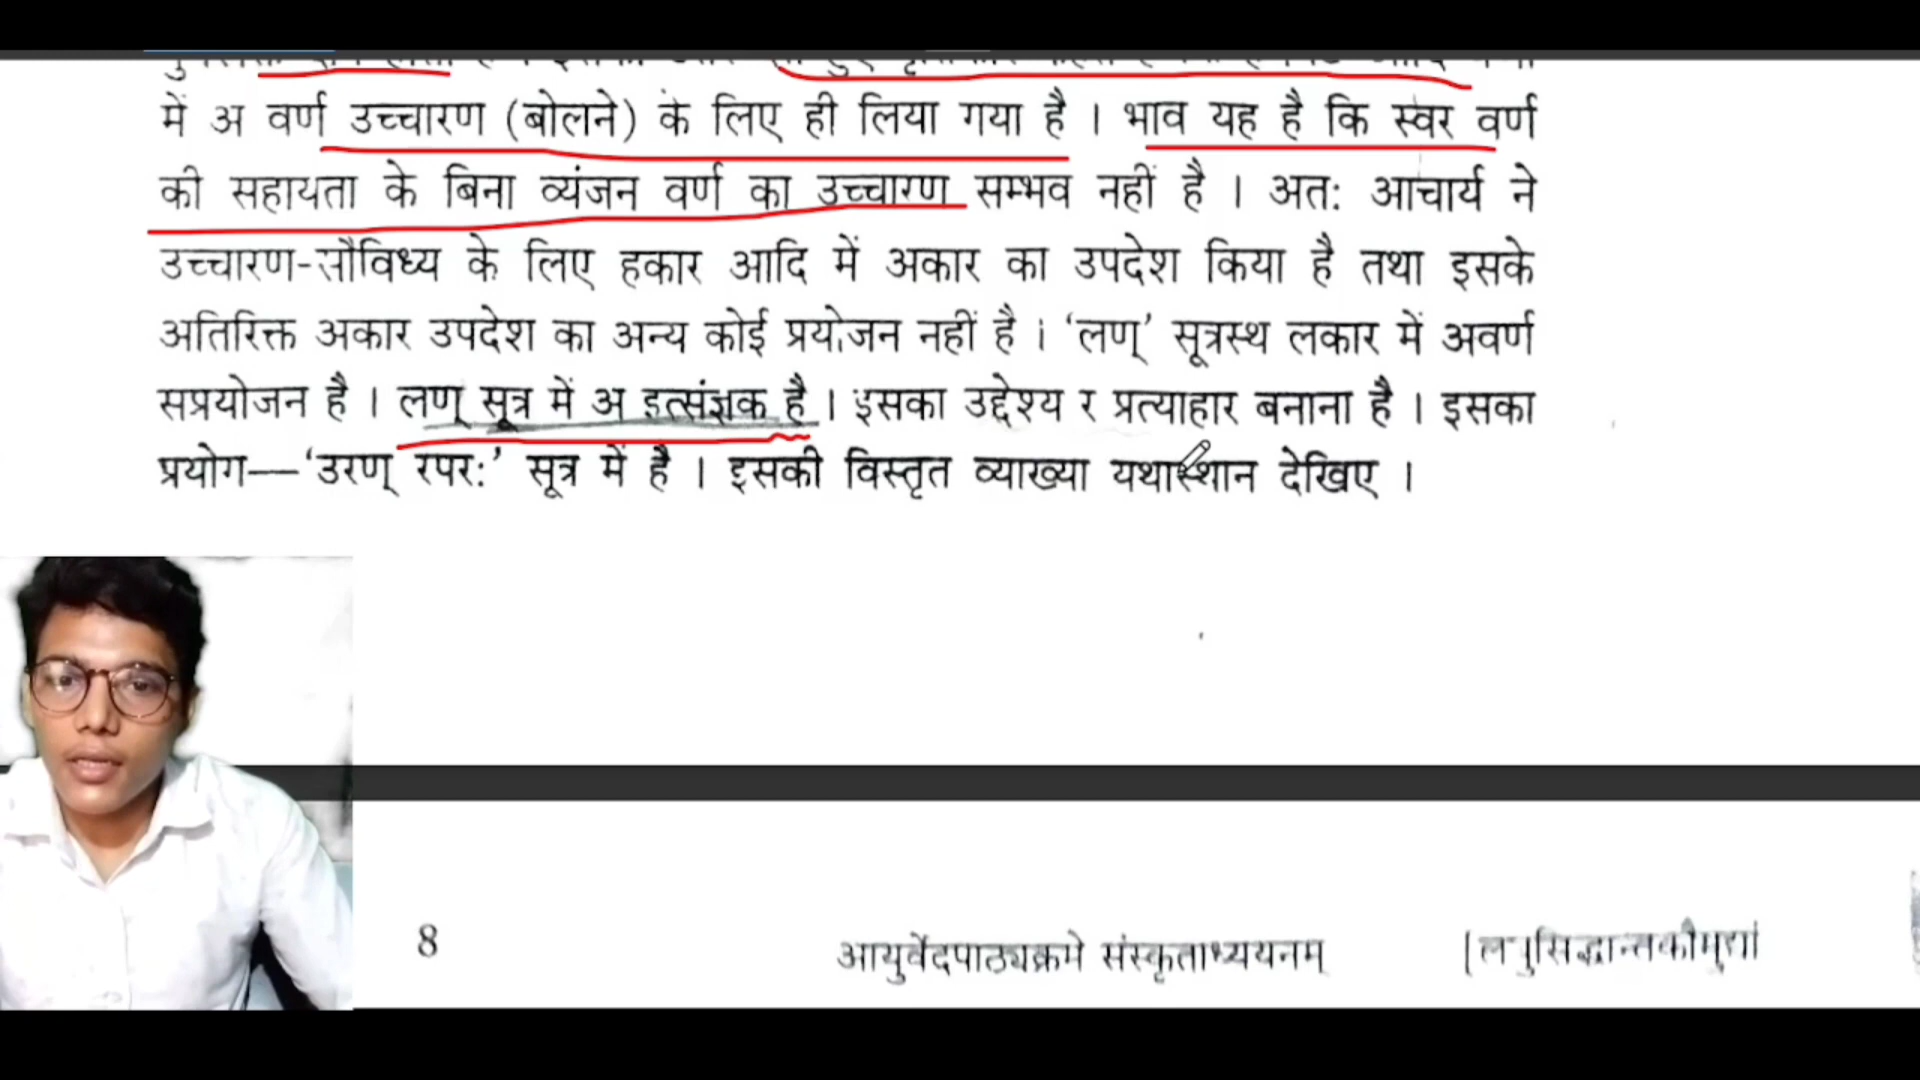 में अ वर्ण उच्चारण (बोलने) के लिए ही लिया गया है । भाव यह है कि स्वर वर्ण
की सहायता के बिना व्यंजन वर्ण का उच्चारण सम्भव नहीं है । अतः आचार्य ने
उच्चारण-सौविध्य के लिए हकार आदि में अकार का उपदेश किया है तथा इसके
अतिरिक्त अकार उपदेश का अन्य कोई प्रयोजन नहीं है । ‘लण्’ सूत्रस्थ लकार में अवर्ण
सप्रयोजन है । लण् सूत्र में अ इत्संज्ञक है । इसका उद्देश्य र प्रत्याहार बनाना है । इसका
प्रयोग—‘उरण् रपरः’ सूत्र में है । इसकी विस्तृत व्याख्या यथास्थान देखिए ।
8 आयुर्वेदपाठ्यक्रमे संस्कृताध्ययनम्